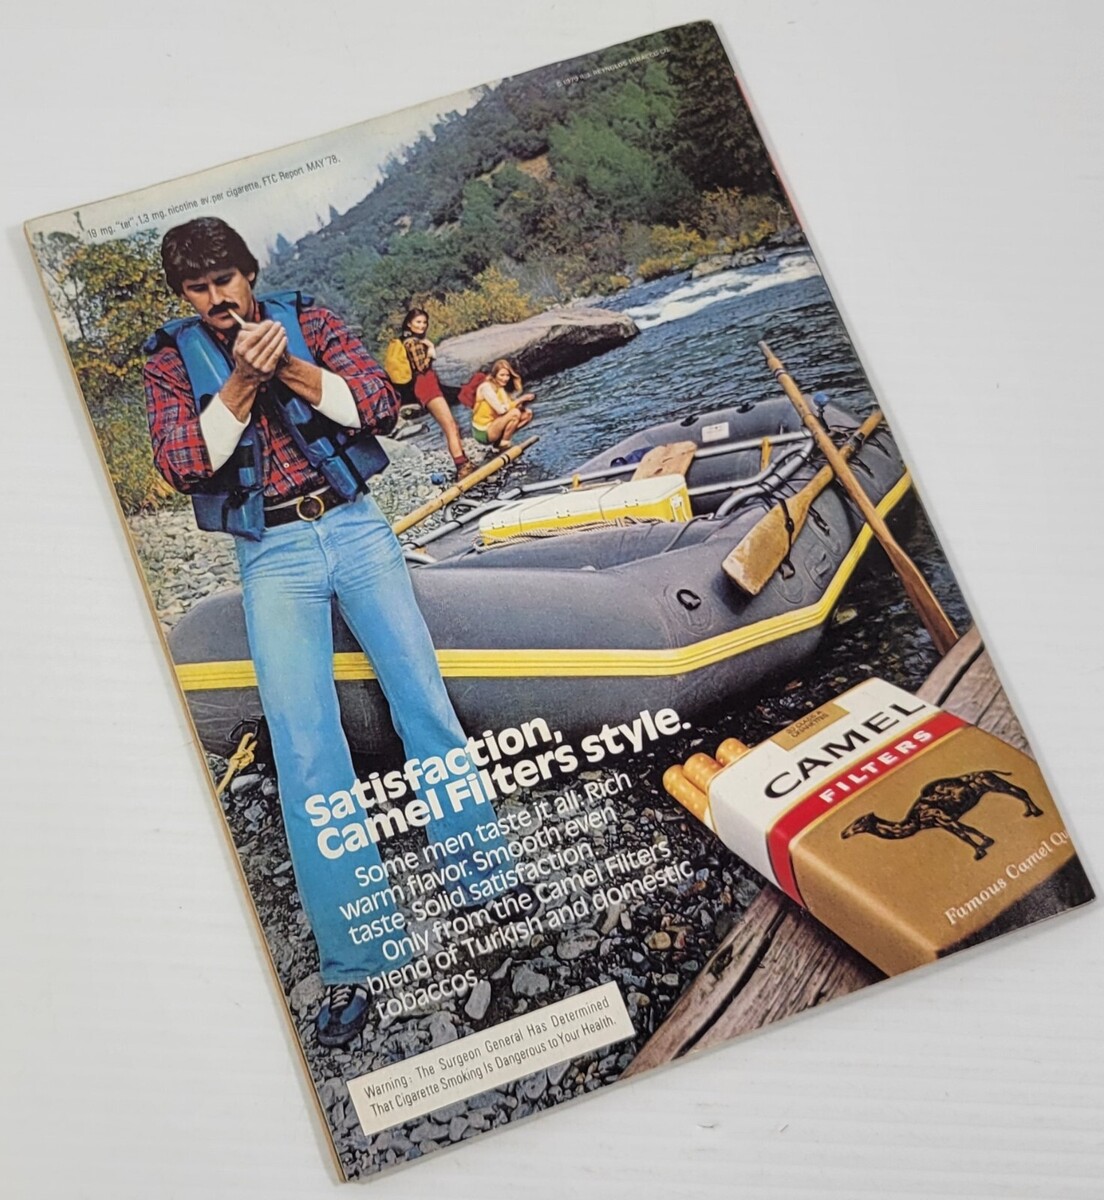 © 1979 R.J. REYNOLDS TOBACCO CO.
19 mg. "tar", 1.3 mg. nicotine av. per cigarette, FTC Report MAY '78.
Satisfaction,
Camel Filters style.
Some men taste it all. Rich
warm flavor. Smooth even
taste. Solid satisfaction.
Only from the Camel Filters
blend of Turkish and domestic
tobaccos.
20 CLASS A
CIGARETTES
CAMEL
FILTERS
Famous Camel Qu
Warning: The Surgeon General Has Determined
That Cigarette Smoking Is Dangerous to Your Health.